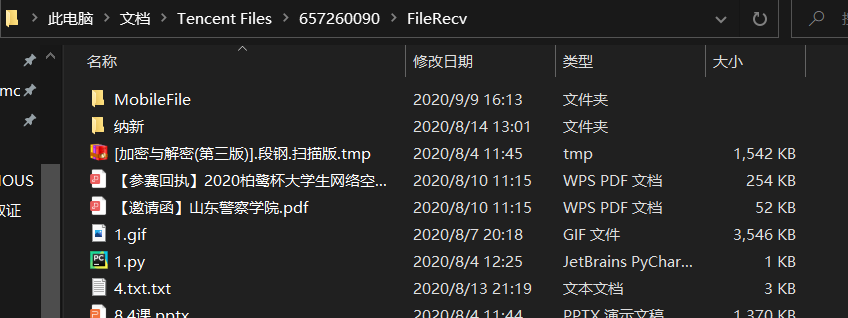 此电脑 文档 Tencent Files 657260090 FileRecv
名称 修改日期 类型 大小
MobileFile 2020/9/9 16:13 文件夹
纳新 2020/8/14 13:01 文件夹
[加密与解密(第三版)].段钢.扫描版.tmp 2020/8/4 11:45 tmp 1,542 KB
【参赛回执】2020柏鹭杯大学生网络空... 2020/8/10 11:15 WPS PDF 文档 254 KB
【邀请函】山东警察学院.pdf 2020/8/10 11:15 WPS PDF 文档 52 KB
1.gif 2020/8/7 20:18 GIF 文件 3,546 KB
1.py 2020/8/4 12:25 JetBrains PyChar... 1 KB
4.txt.txt 2020/8/13 21:19 文本文档 3 KB
8.4课.pptx 2020/8/4 11:44 PPTX 演示文稿 1,370 KB
mc
IOUS
取证